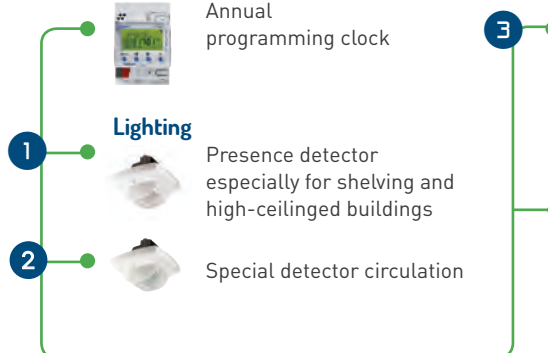 Annual
programming clock
3
Lighting
1
Presence detector
especially for shelving and
high-ceilinged buildings
2
Special detector circulation